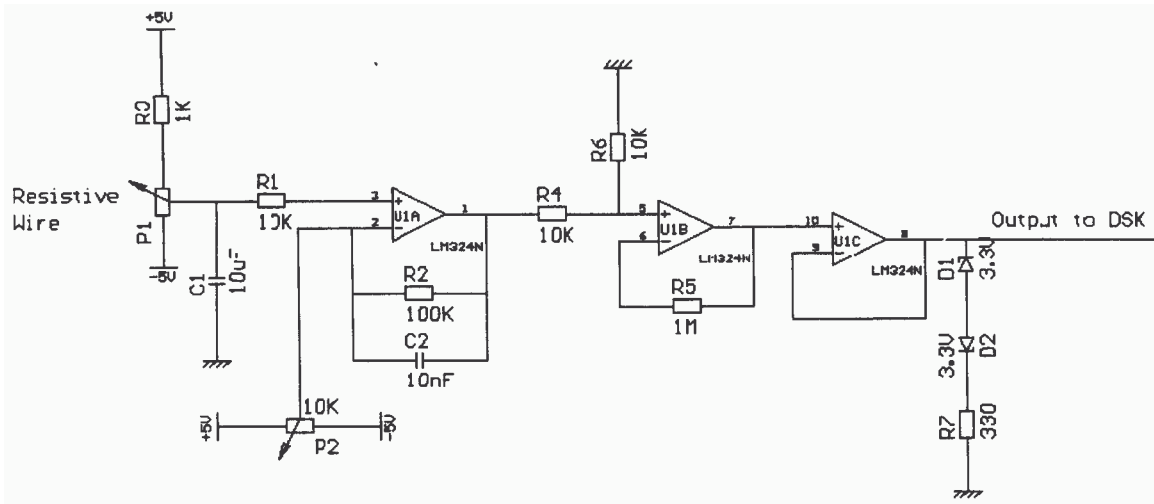 +5V
R0
1K
Resistive
Wire
P1
-5V
C1
10u
R1
10K
3
+
2
-
U1A
1
LM324N
R2
100K
C2
10nF
10K
+5V
-5V
P2
R4
10K
R6
10K
5
+
6
-
U1B
7
LM324N
R5
1M
10
+
9
-
U1C
8
LM324N
Output to DSK
D1
3.3V
3.3V
D2
R7
330